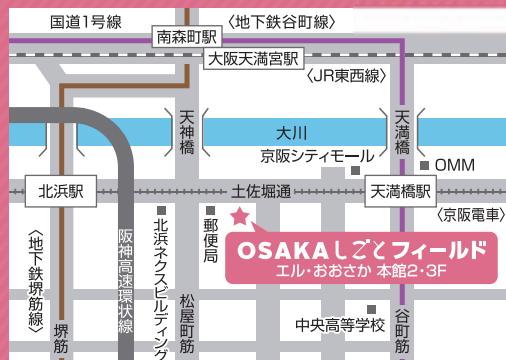 国道1号線
〈地下鉄谷町線〉
南森町駅
大阪天満宮駅
〈JR東西線〉
天神橋
大川
天満橋
京阪シティモール
OMM
北浜駅
土佐堀通
天満橋駅
〈京阪電車〉
〈地下鉄堺筋線〉
阪神高速環状線
北浜ネクスビルディング
郵便局
OSAKAしごとフィールド
エル・おおさか 本館2・3F
堺筋
松屋町筋
中央高等学校
谷町筋